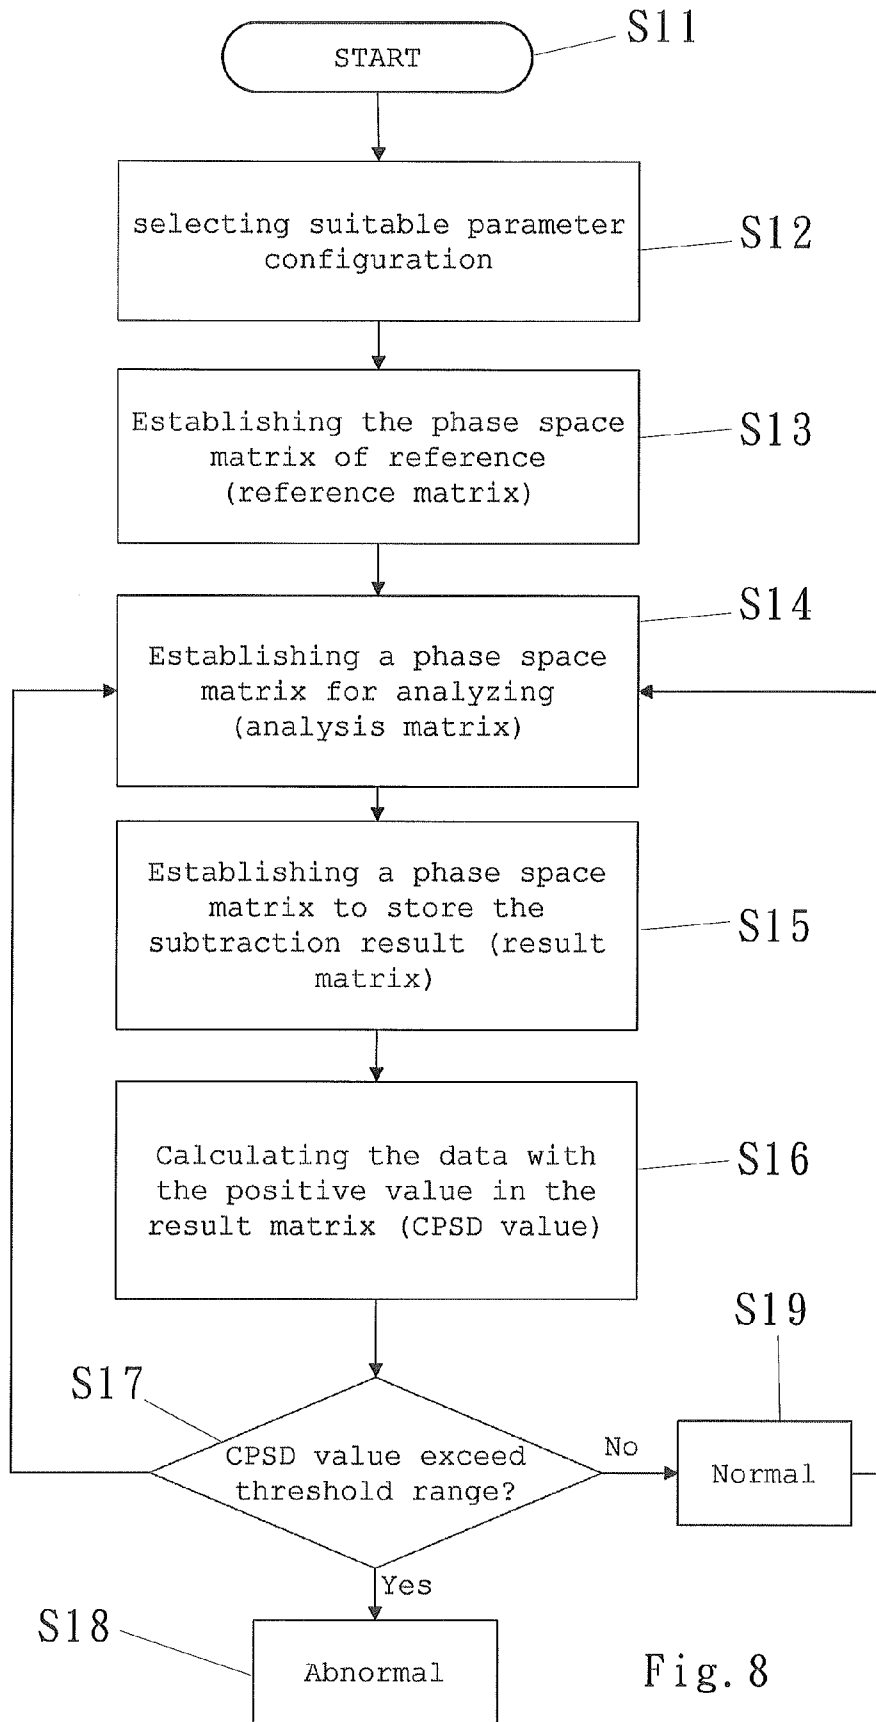 S11
START
selecting suitable parameter
configuration
S12
Establishing the phase space
matrix of reference
(reference matrix)
S13
S14
Establishing a phase space
matrix for analyzing
(analysis matrix)
Establishing a phase space
matrix to store the
subtraction result (result
matrix)
S15
Calculating the data with
the positive value in the
result matrix (CPSD value)
S16
S19
S17
CPSD value exceed
threshold range?
No
Normal
Yes
S18
Abnormal
Fig. 8